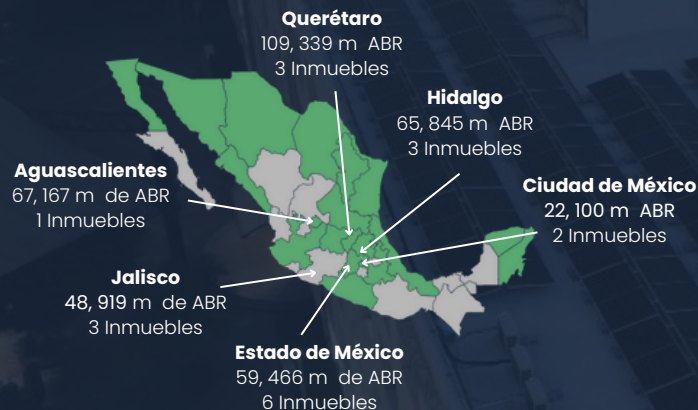 Querétaro
109, 339 m ABR
3 Inmuebles
Hidalgo
65, 845 m ABR
3 Inmuebles
Aguascalientes
67, 167 m de ABR
1 Inmuebles
Ciudad de México
22, 100 m ABR
2 Inmuebles
Jalisco
48, 919 m de ABR
3 Inmuebles
Estado de México
59, 466 m de ABR
6 Inmuebles